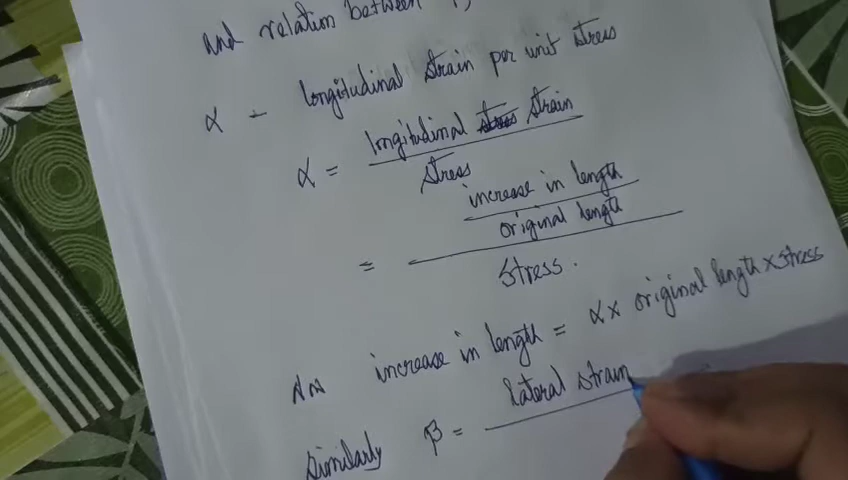 and relation between
α - longitudinal strain per unit stress
α = longitudinal strain
stress
increase in length
original length
=
stress.
increase in length = α x original length x stress
lateral strain
Similarly β =